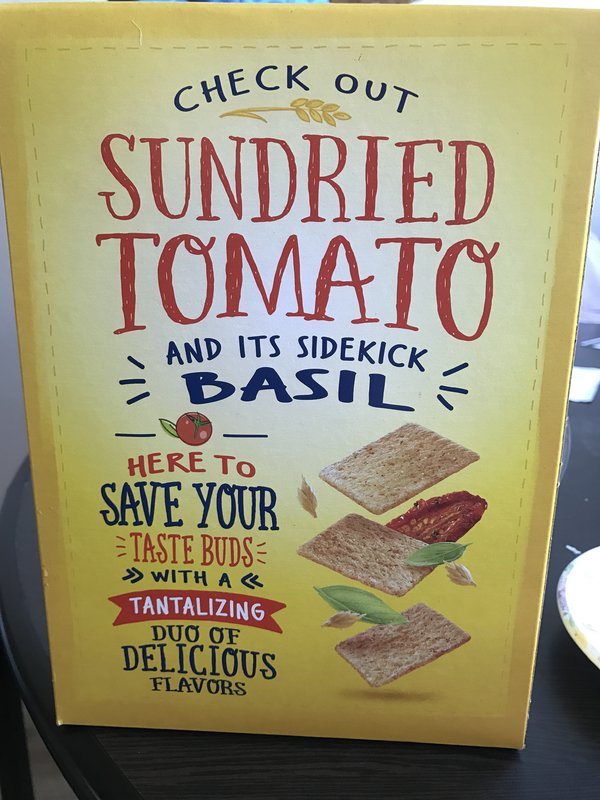 CHECK OUT
SUNDRIED
TOMATO
AND ITS SIDEKICK
BASIL
HERE TO
SAVE YOUR
TASTE BUDS
WITH A
TANTALIZING
DUO OF
DELICIOUS
FLAVORS